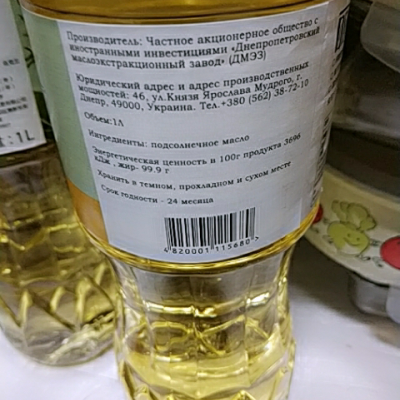 Производитель: Частное акционерное общество с
иностранными инвестициями «Днепропетровский
маслоэкстракционный завод» (ДМЭЗ)
Юридический адрес и адрес производственных
мощностей: 46, ул.Князя Ярослава Мудрого, г.
Днепр, 49000, Украина. Тел.+380 (562) 38-72-10
Объем:1Л
Ингредиенты: подсолнечное масло
Энергетическая ценность в 100г продукта 3696
кДж , жир- 99.9 г
Хранить в темном, прохладном и сухом месте
Срок годности - 24 месяца
4820001115680
: 1L